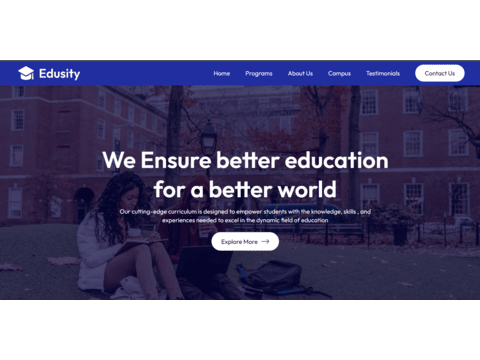 Edusity
Home
Programs
About Us
Campus
Testimonials
Contact Us
We Ensure better education
for a better world
Our cutting-edge curriculum is designed to empower students with the knowledge, skills , and
experiences needed to excel in the dynamic field of education
Explore More →